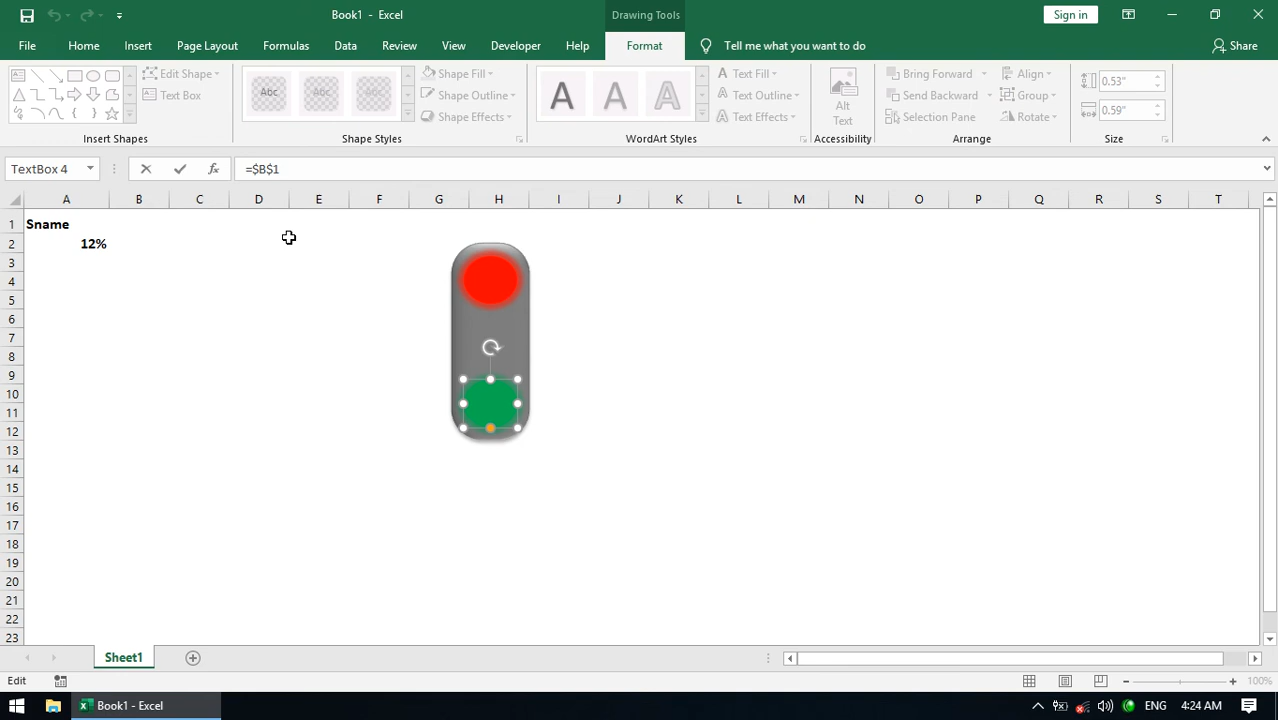 Book1 - Excel
Drawing Tools
Sign in
File
Home
Insert
Page Layout
Formulas
Data
Review
View
Developer
Help
Format
Tell me what you want to do
Share
Edit Shape
Text Box
Insert Shapes
Abc
Abc
Abc
Shape Fill
Shape Outline
Shape Effects
Shape Styles
A
A
A
Text Fill
Text Outline
Text Effects
WordArt Styles
Alt
Text
Accessibility
Bring Forward
Send Backward
Selection Pane
Align
Group
Rotate
Arrange
0.53"
0.59"
Size
TextBox 4
fx
=$B$1
A B C D E F G H I J K L M N O P Q R S T
1 Sname
2 12%
3
4
5
6
7
8
9
10
11
12
13
14
15
16
17
18
19
20
21
22
23
Sheet1
Edit
100%
Book1 - Excel
ENG
4:24 AM